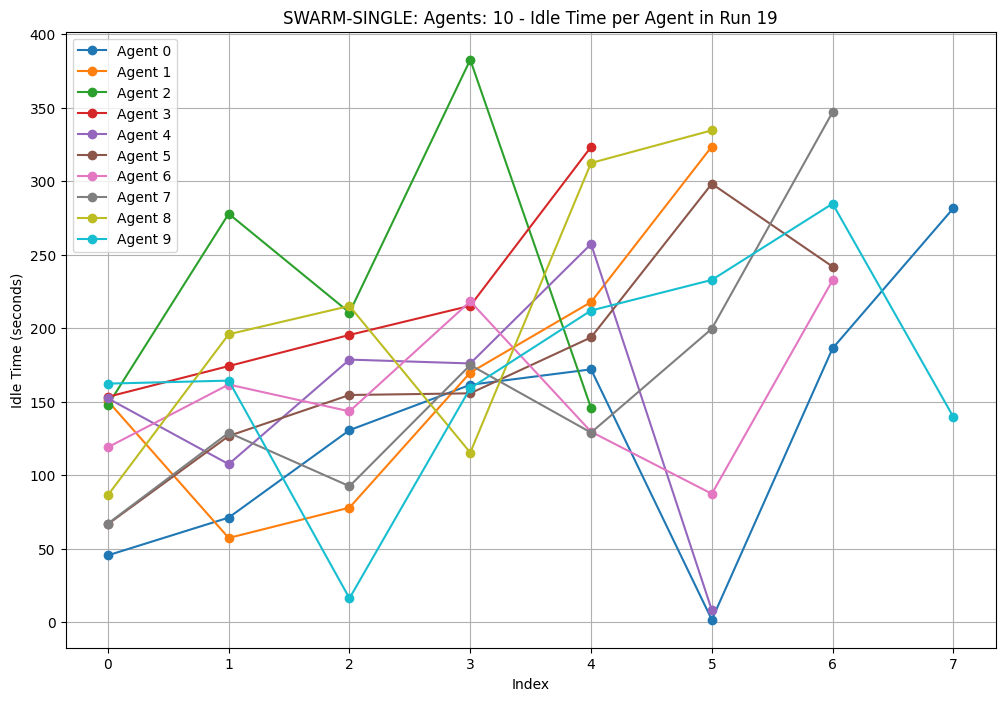 SWARM-SINGLE: Agents: 10 - Idle Time per Agent in Run 19
400
350
300
250
200
150
100
50
0
Idle Time (seconds)
Agent 0
Agent 1
Agent 2
Agent 3
Agent 4
Agent 5
Agent 6
Agent 7
Agent 8
Agent 9
0 1 2 3 4 5 6 7
Index